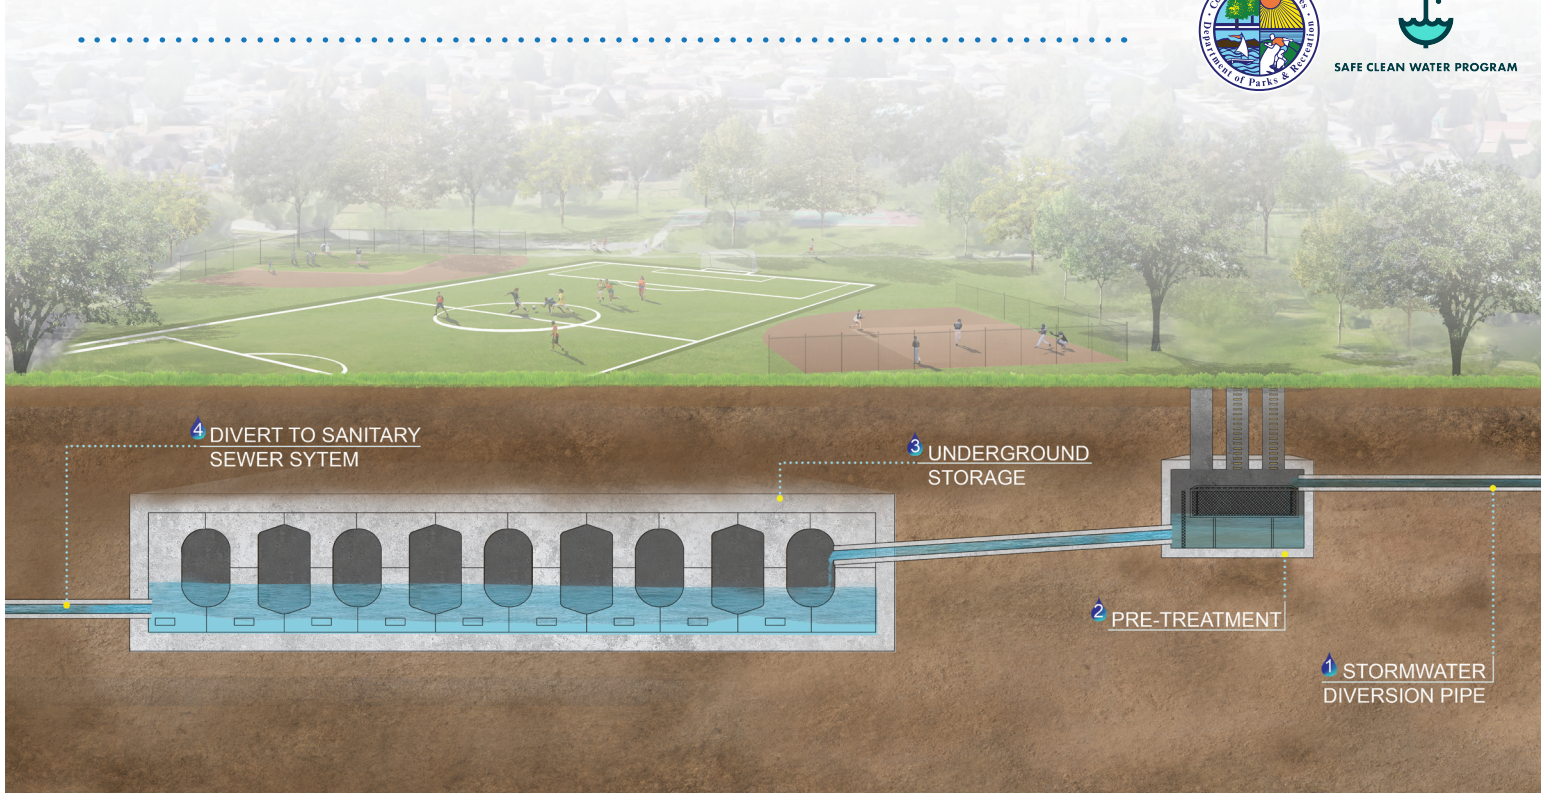 Department of Parks & Recreation
SAFE CLEAN WATER PROGRAM
4 DIVERT TO SANITARY
SEWER SYTEM
3 UNDERGROUND
STORAGE
2 PRE-TREATMENT
1 STORMWATER
DIVERSION PIPE